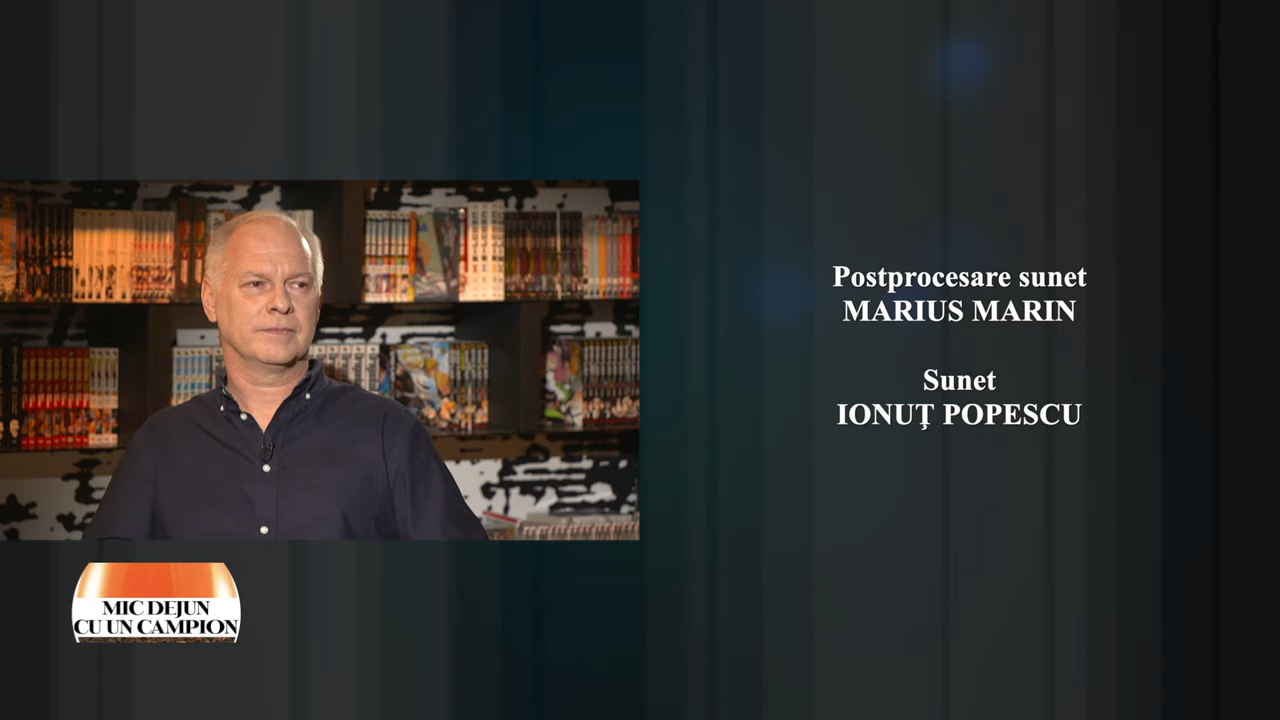 Postprocesare sunet
MARIUS MARIN
Sunet
IONUŢ POPESCU
MIC DEJUN
CU UN CAMPION